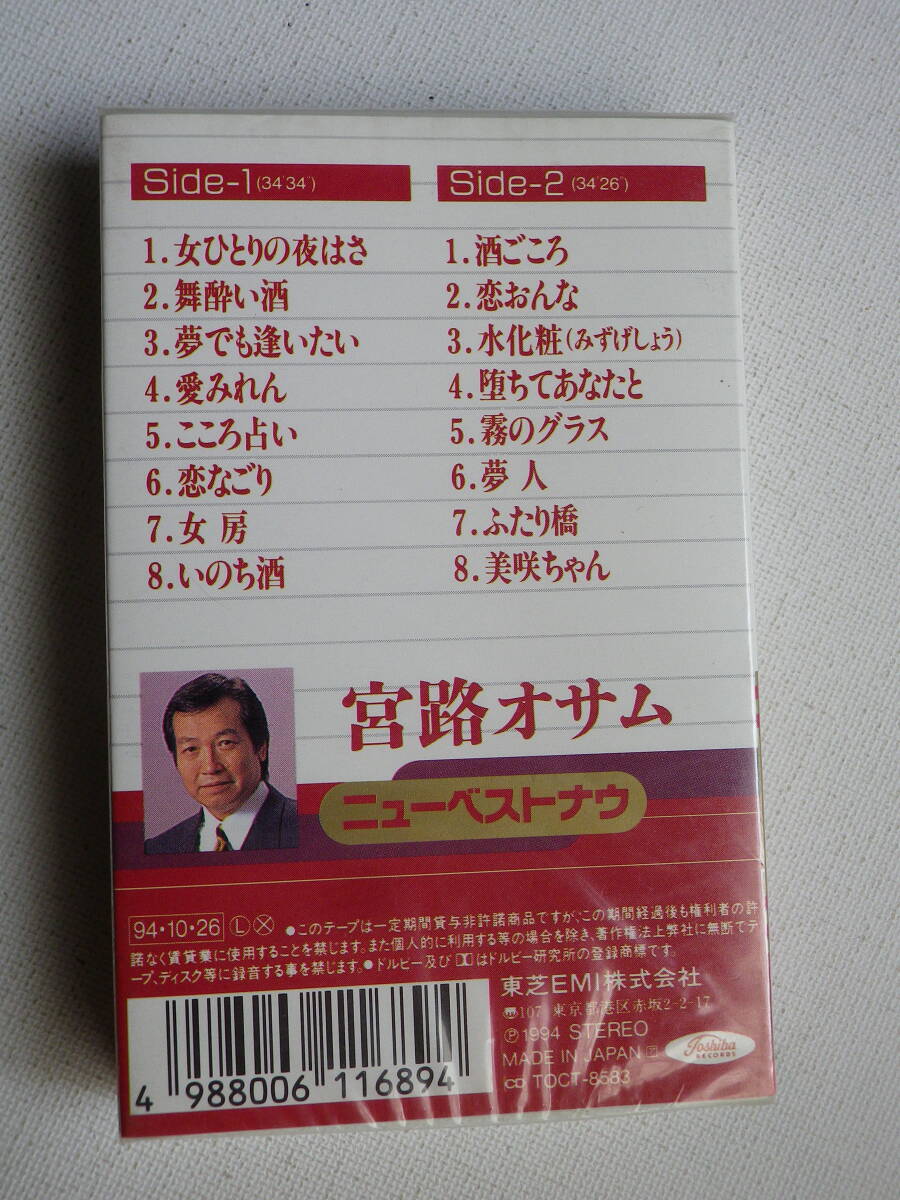 Side-1(34'34")
1.女ひとりの夜はさ
2.舞酔い酒
3.夢でも逢いたい
4.愛みれん
5.こころ占い
6.恋なごり
7.女房
8.いのち酒
Side-2(34'26")
1.酒ごころ
2.恋おんな
3.水化粧(みずげしょう)
4.堕ちてあなたと
5.霧のグラス
6.夢人
7.ふたり橋
8.美咲ちゃん
宮路オサム
ニューベストナウ
94・10・26 Ⓛ Ⓧ ●このテープは一定期間貸与非許諾商品ですが、この期間経過後も権利者の許
諾なく賃貸業に使用することを禁じます。また個人的に利用する等の場合を除き、著作権法上弊社に無断でテ
ープ、ディスク等に録音する事を禁じます。●ドルビー及びはドルビー研究所の登録商標です。
東芝EMI株式会社
107 東京都港区赤坂2-2-17
Ⓟ1994 STEREO
MADE IN JAPAN
CD TOCT-8583
Toshiba
RECORDS
4 988006 116894